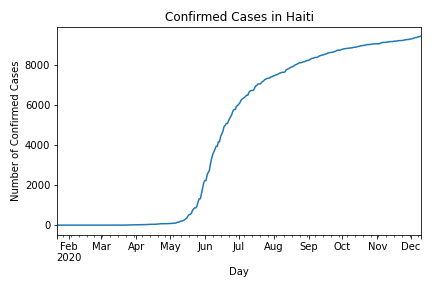 Confirmed Cases in Haiti
Number of Confirmed Cases
8000
6000
4000
2000
0
Feb Mar Apr May Jun Jul Aug Sep Oct Nov Dec
2020
Day